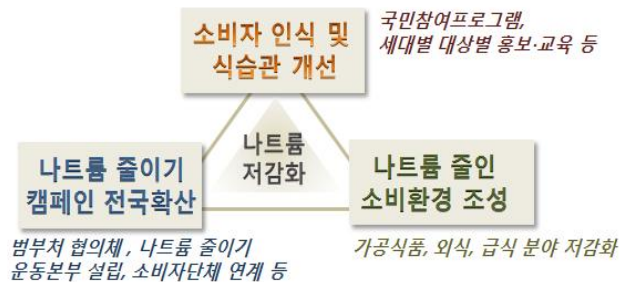 소비자 인식 및
식습관 개선
국민참여프로그램,
세대별 대상별 홍보·교육 등
나트륨
저감화
나트륨 줄이기
캠페인 전국확산
나트륨 줄인
소비환경 조성
범부처 협의체 , 나트륨 줄이기
운동본부 설립, 소비자단체 연계 등
가공식품, 외식, 급식 분야 저감화